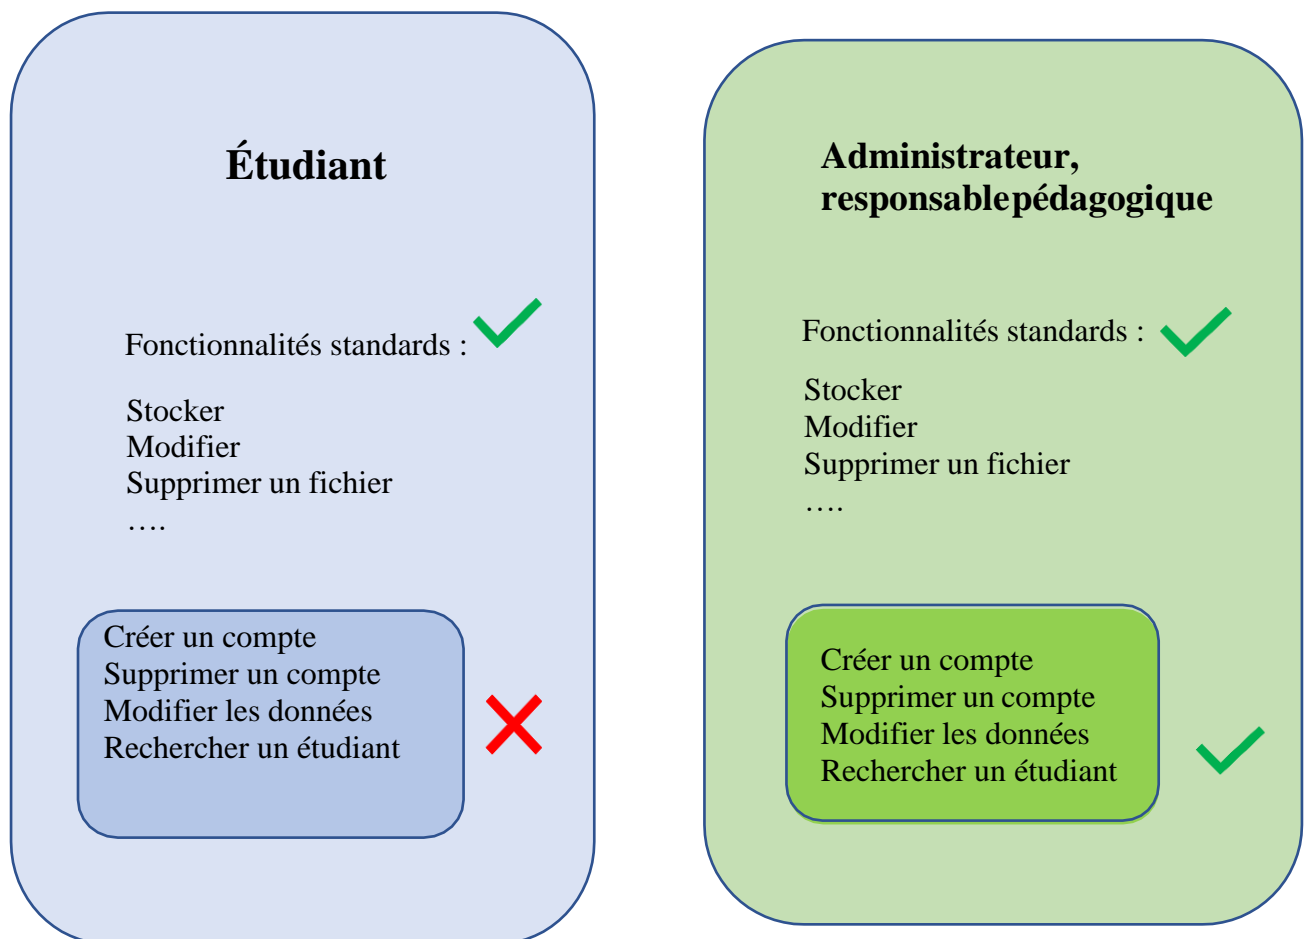 Étudiant
Fonctionnalités standards :
Stocker
Modifier
Supprimer un fichier
….
Créer un compte
Supprimer un compte
Modifier les données
Rechercher un étudiant
Administrateur,
responsable pédagogique
Fonctionnalités standards :
Stocker
Modifier
Supprimer un fichier
….
Créer un compte
Supprimer un compte
Modifier les données
Rechercher un étudiant